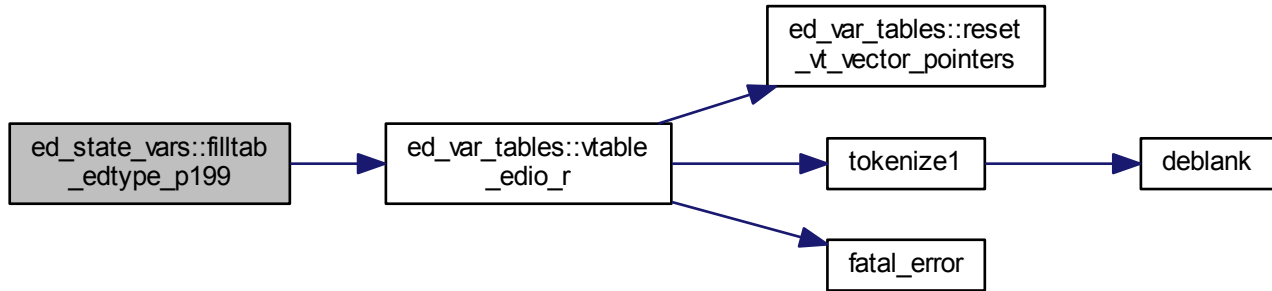 ed_state_vars::filltab
_edtype_p199
ed_var_tables::vtable
_edio_r
ed_var_tables::reset
_vt_vector_pointers
tokenize1
deblank
fatal_error